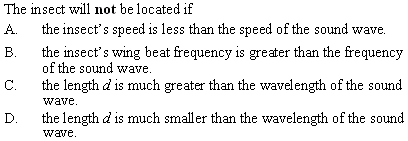 The insect will not be located if
A. the insect's speed is less than the speed of the sound wave.
B. the insect's wing beat frequency is greater than the frequency
of the sound wave.
C. the length d is much greater than the wavelength of the sound
wave.
D. the length d is much smaller than the wavelength of the sound
wave.